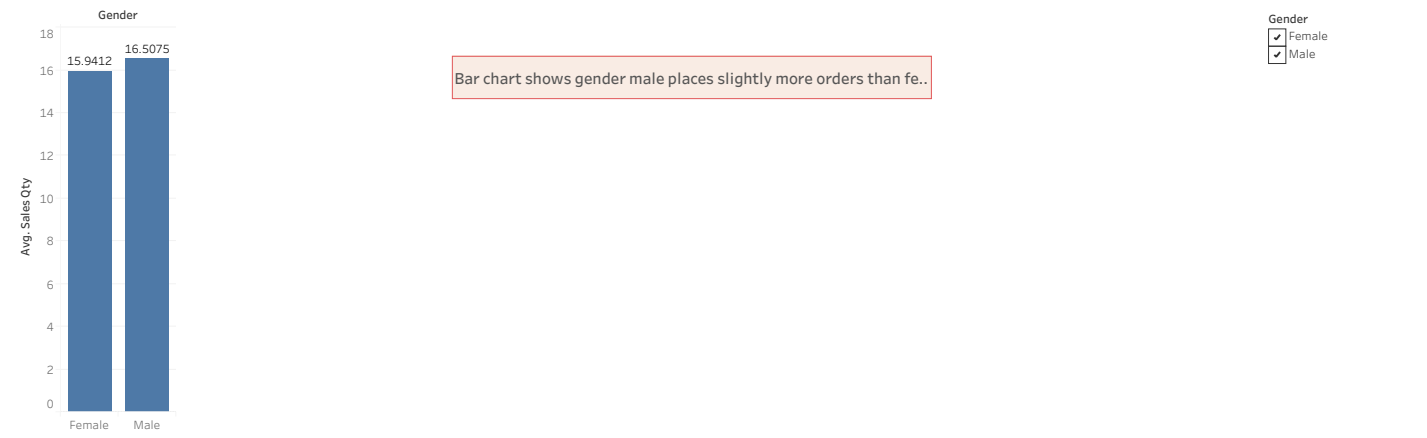 Gender
18
16
14
12
10
8
6
4
2
0
Avg. Sales Qty
15.9412
16.5075
Female
Male
Bar chart shows gender male places slightly more orders than fe..
Gender
Female
Male